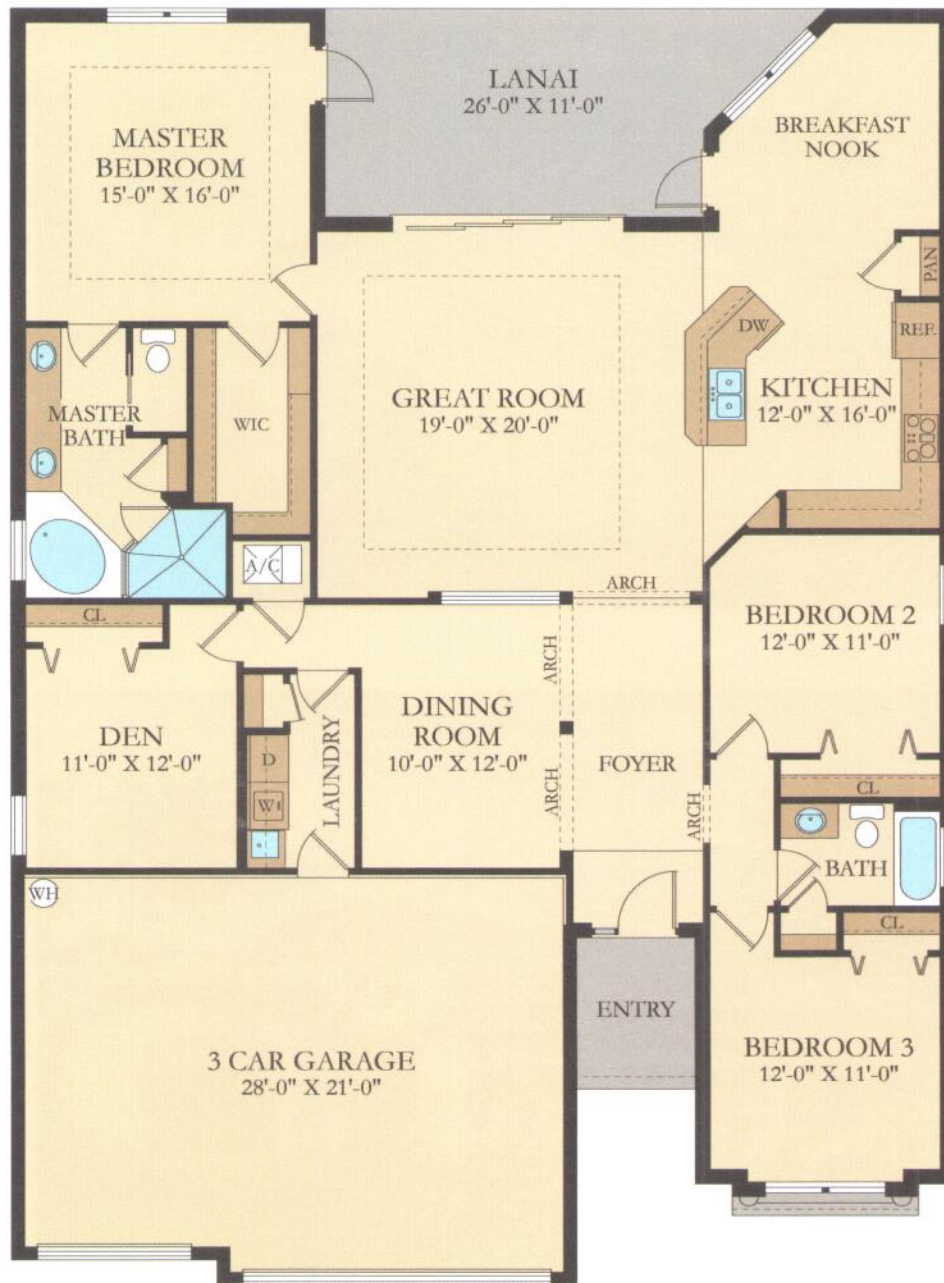 LANAI
26'-0" X 11'-0"
MASTER
BEDROOM
15'-0" X 16'-0"
BREAKFAST
NOOK
PAN
DW
REF.
GREAT ROOM
19'-0" X 20'-0"
KITCHEN
12'-0" X 16'-0"
MASTER
BATH
WIC
A/C
ARCH
CL
BEDROOM 2
12'-0" X 11'-0"
ARCH
DEN
11'-0" X 12'-0"
D
W
LAUNDRY
DINING
ROOM
10'-0" X 12'-0"
FOYER
ARCH
ARCH
CL
BATH
WH
CL
ENTRY
3 CAR GARAGE
28'-0" X 21'-0"
BEDROOM 3
12'-0" X 11'-0"